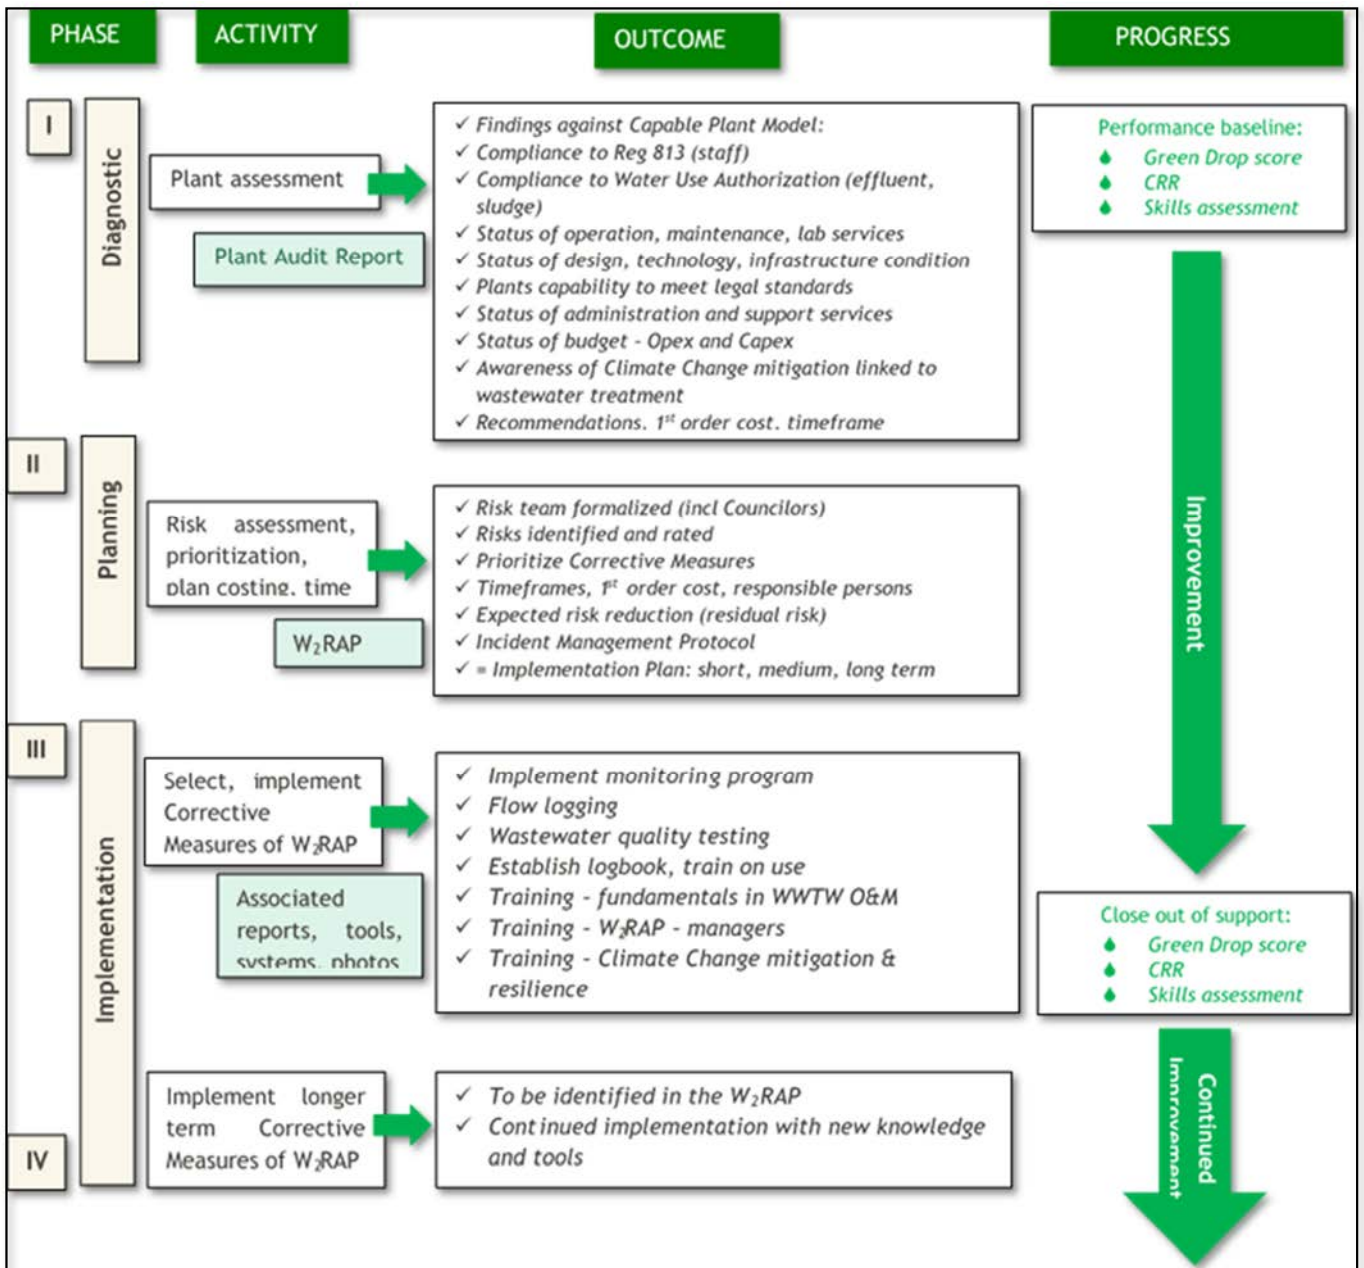 PHASE
ACTIVITY
OUTCOME
PROGRESS
I
Diagnostic
Plant assessment
Plant Audit Report
✓ Findings against Capable Plant Model:
✓ Compliance to Reg 813 (staff)
✓ Compliance to Water Use Authorization (effluent,
sludge)
✓ Status of operation, maintenance, lab services
✓ Status of design, technology, infrastructure condition
✓ Plants capability to meet legal standards
✓ Status of administration and support services
✓ Status of budget - Opex and Capex
✓ Awareness of Climate Change mitigation linked to
wastewater treatment
✓ Recommendations. 1st order cost. timeframe
Performance baseline:
Green Drop score
CRR
Skills assessment
Improvement
II
Planning
Risk assessment,
prioritization,
plan costing, time
W₂RAP
✓ Risk team formalized (incl Councilors)
✓ Risks identified and rated
✓ Prioritize Corrective Measures
✓ Timeframes, 1st order cost, responsible persons
✓ Expected risk reduction (residual risk)
✓ Incident Management Protocol
✓ = Implementation Plan: short, medium, long term
III
Implementation
Select, implement
Corrective
Measures of W₂RAP
Associated
reports, tools,
systems, photos
✓ Implement monitoring program
✓ Flow logging
✓ Wastewater quality testing
✓ Establish logbook, train on use
✓ Training - fundamentals in WWTW O&M
✓ Training - W₂RAP - managers
✓ Training - Climate Change mitigation &
resilience
Close out of support:
Green Drop score
CRR
Skills assessment
IV
Implement longer
term Corrective
Measures of W₂RAP
✓ To be identified in the W₂RAP
✓ Continued implementation with new knowledge
and tools
Continued
Improvement